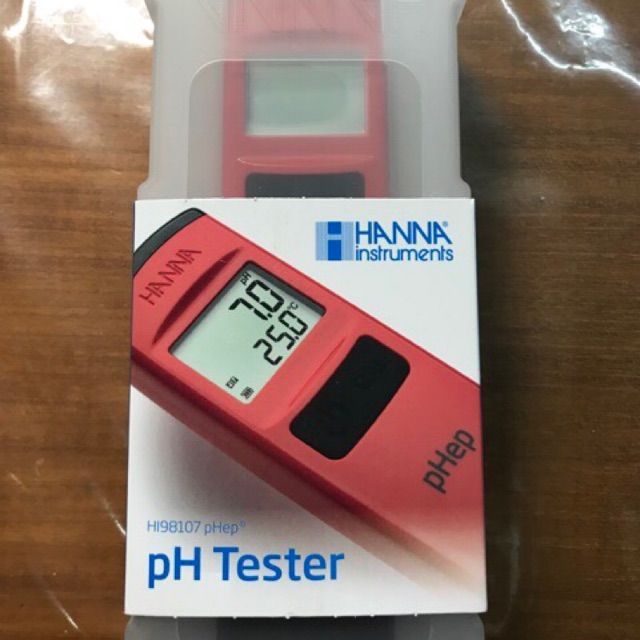 HANNA®
instruments
HANNA
pH
7.0
25.0 °C
pHep
HI98107 pHep®
pH Tester